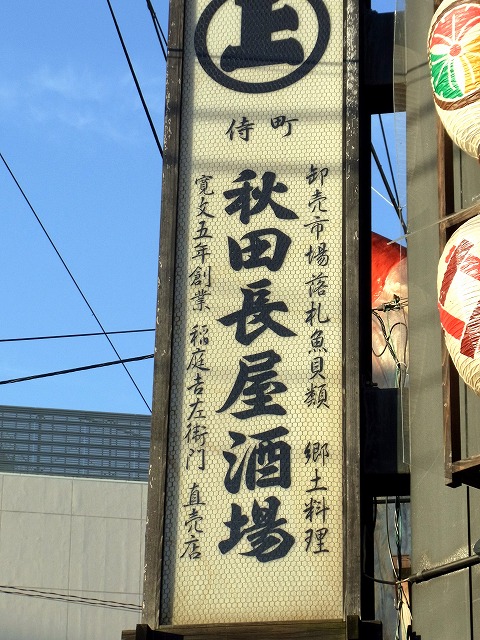 上
侍町
卸売市場落札魚貝類 郷土料理
秋田長屋酒場
寛文五年創業 稲庭吉左衛門 直売店